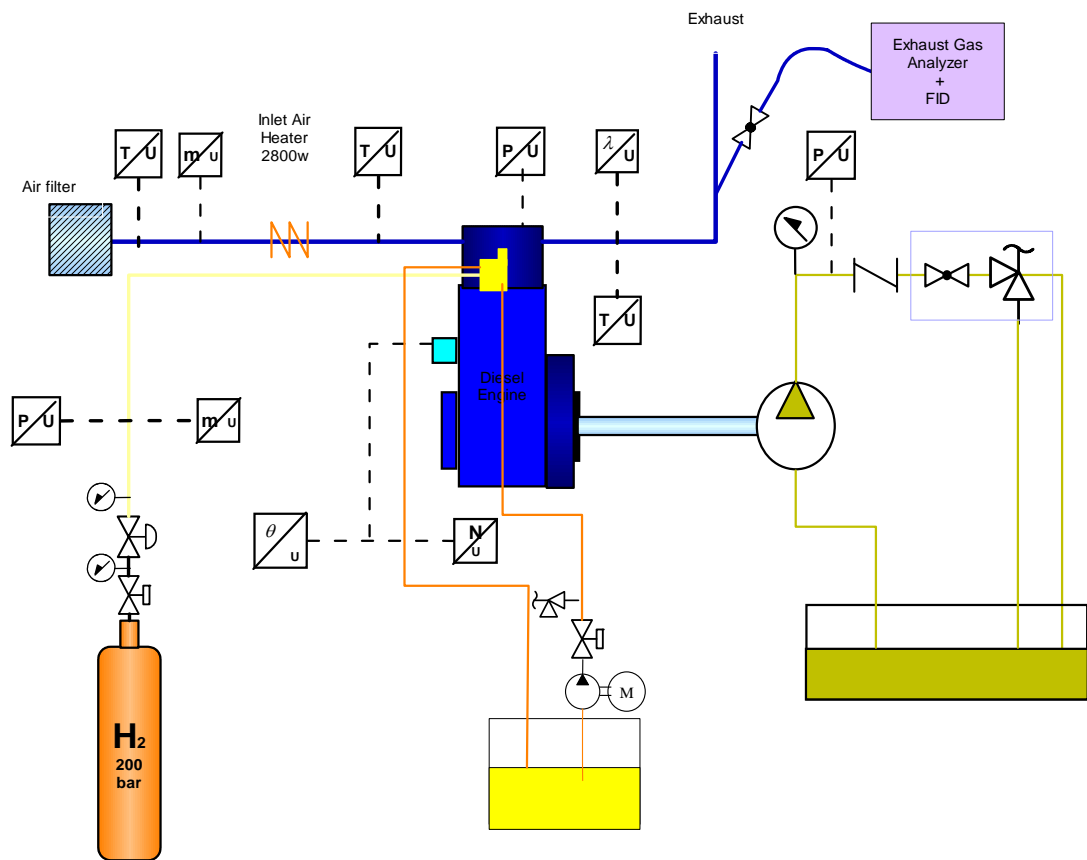 Exhaust
Exhaust Gas
Analyzer
+
FID
Inlet Air
Heater
2800w
T U
m U
T U
P U
λ U
P U
Air filter
T U
Diesel
Engine
P U
m U
θ U
N U
M
H2
200
bar